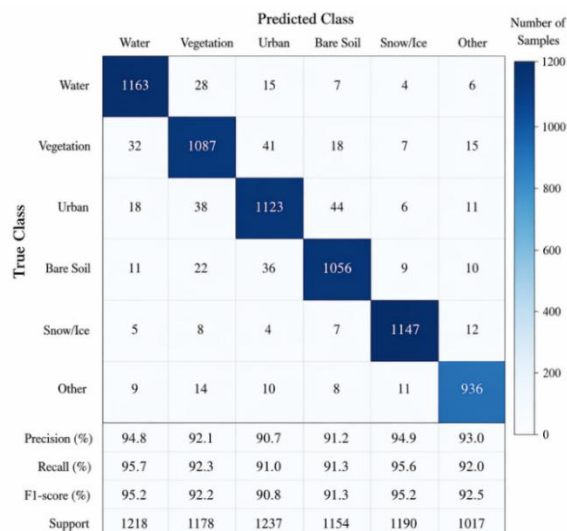 Predicted Class
Number of
Samples
Water Vegetation Urban Bare Soil Snow/Ice Other
True Class
Water 1163 28 15 7 4 6
Vegetation 32 1087 41 18 7 15
Urban 18 38 1123 44 6 11
Bare Soil 11 22 36 1056 9 10
Snow/Ice 5 8 4 7 1147 12
Other 9 14 10 8 11 936
Precision (%) 94.8 92.1 90.7 91.2 94.9 93.0
Recall (%) 95.7 92.3 91.0 91.3 95.6 92.0
F1-score (%) 95.2 92.2 90.8 91.3 95.2 92.5
Support 1218 1178 1237 1154 1190 1017
1200
1000
800
600
400
200
0